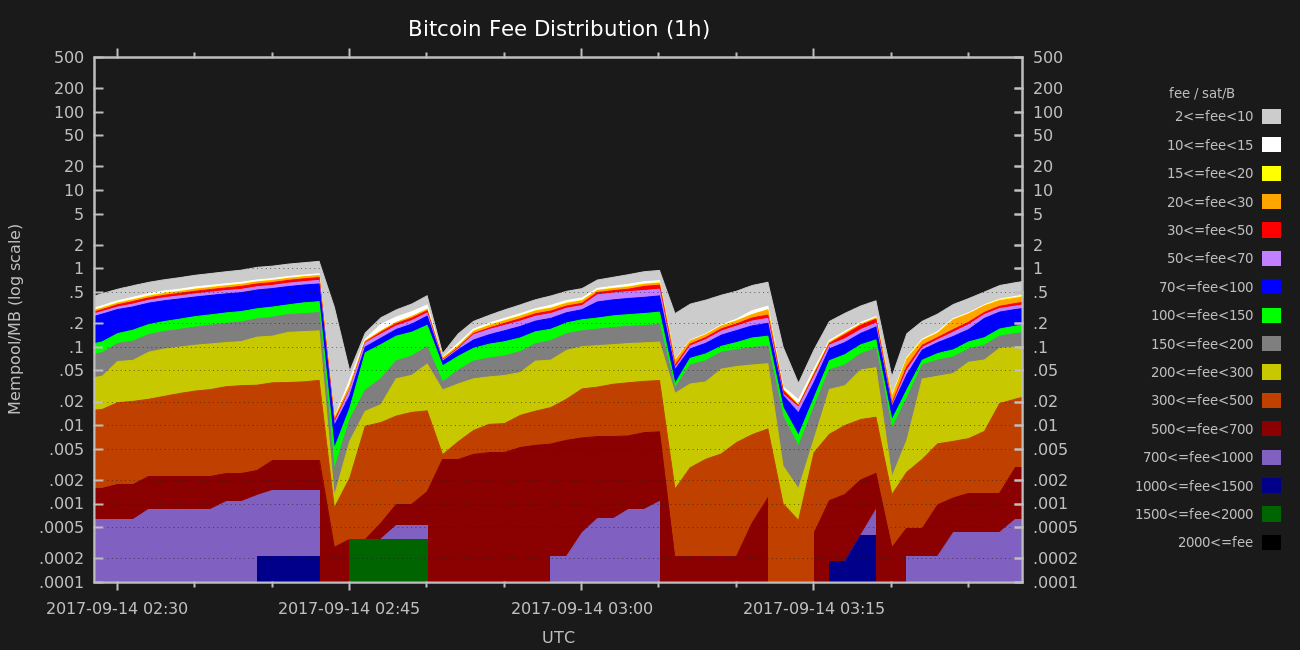 Bitcoin Fee Distribution (1h)
Mempool/MB (log scale)
500
200
100
50
20
10
5
2
1
.5
.2
.1
.05
.02
.01
.005
.002
.001
.0005
.0002
.0001
500
200
100
50
20
10
5
2
1
.5
.2
.1
.05
.02
.01
.005
.002
.001
.0005
.0002
.0001
2017-09-14 02:30
2017-09-14 02:45
2017-09-14 03:00
2017-09-14 03:15
UTC
fee / sat/B
2<=fee<10
10<=fee<15
15<=fee<20
20<=fee<30
30<=fee<50
50<=fee<70
70<=fee<100
100<=fee<150
150<=fee<200
200<=fee<300
300<=fee<500
500<=fee<700
700<=fee<1000
1000<=fee<1500
1500<=fee<2000
2000<=fee